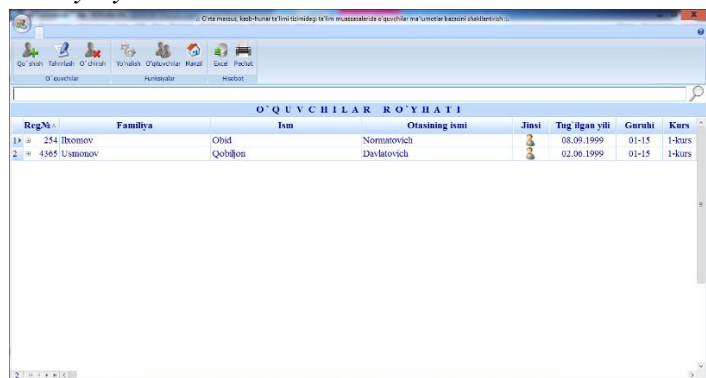 .: O'rta maxsus, kasb-hunar ta'limi tizimidagi ta'lim muassasalarida o'quvchilar ma'lumotlar bazasini shakllantirish :.
Qo`shish Tahrirlash O`chirish Yo'nalish O'qituvchilar Manzil Excel Pechat
O`quvchilar Funksiyalar Hisobot
O`QUVCHILAR RO`YHATI
Reg№ Familiya Ism Otasining ismi Jinsi Tug`ilgan yili Guruhi Kurs
1 254 Ilxomov Obid Normatovich 08.09.1999 01-15 1-kurs
2 4365 Usmonov Qobiljon Davlatovich 02.06.1999 01-15 1-kurs
2